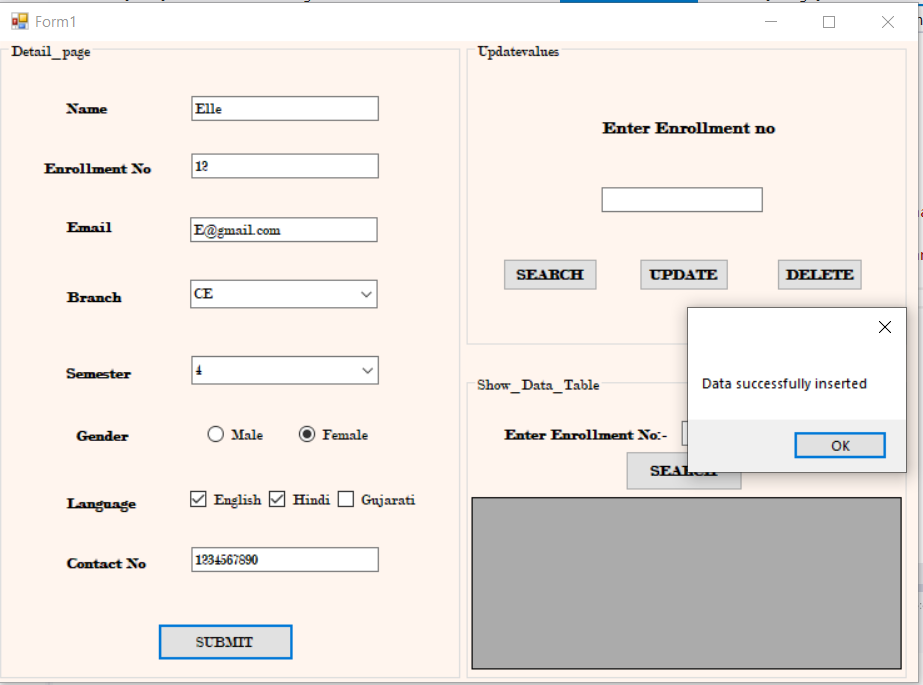 Form1
Detail_page
Name
Elle
Enrollment No
12
Email
E@gmail.com
Branch
CE
Semester
4
Gender
Male
Female
Language
English
Hindi
Gujarati
Contact No
1234567890
SUBMIT
Updatevalues
Enter Enrollment no
SEARCH
UPDATE
DELETE
Show_Data_Table
Enter Enrollment No:-
SEARCH
Data successfully inserted
OK